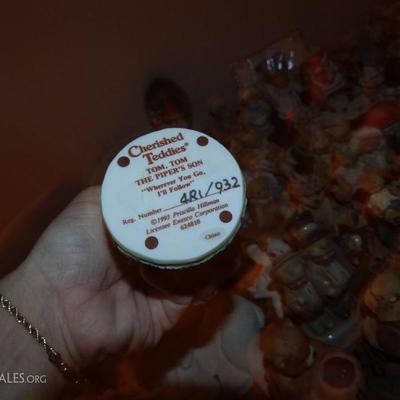 Cherished
Teddies®
TOM, TOM
THE PIPER'S SON
"Wherever You Go,
I'll Follow"
Reg. Number 4R1/932
©1993 Priscilla Hillman
Licensee Enesco Corporation
624810
China
ALES.ORG